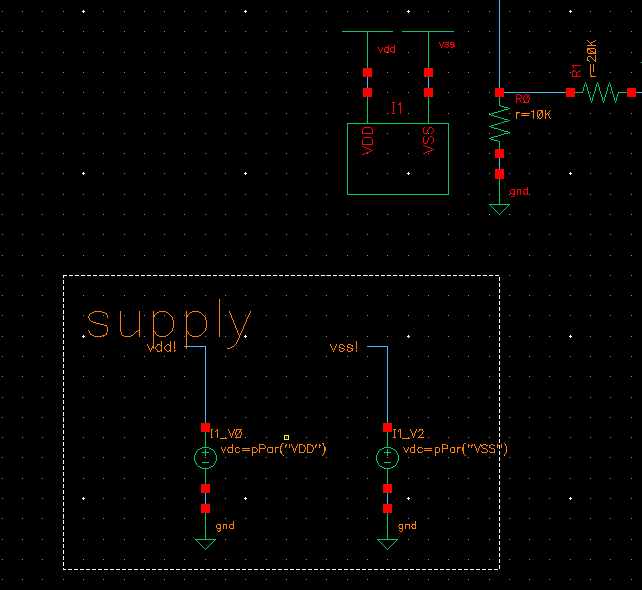 vdd
vss
R1
r=20K
I1
R0
r=10K
VDD
VSS
gnd
supply
vdd!
vss!
I1_V0
vdc=pPar("VDD")
I1_V2
vdc=pPar("VSS")
gnd
gnd